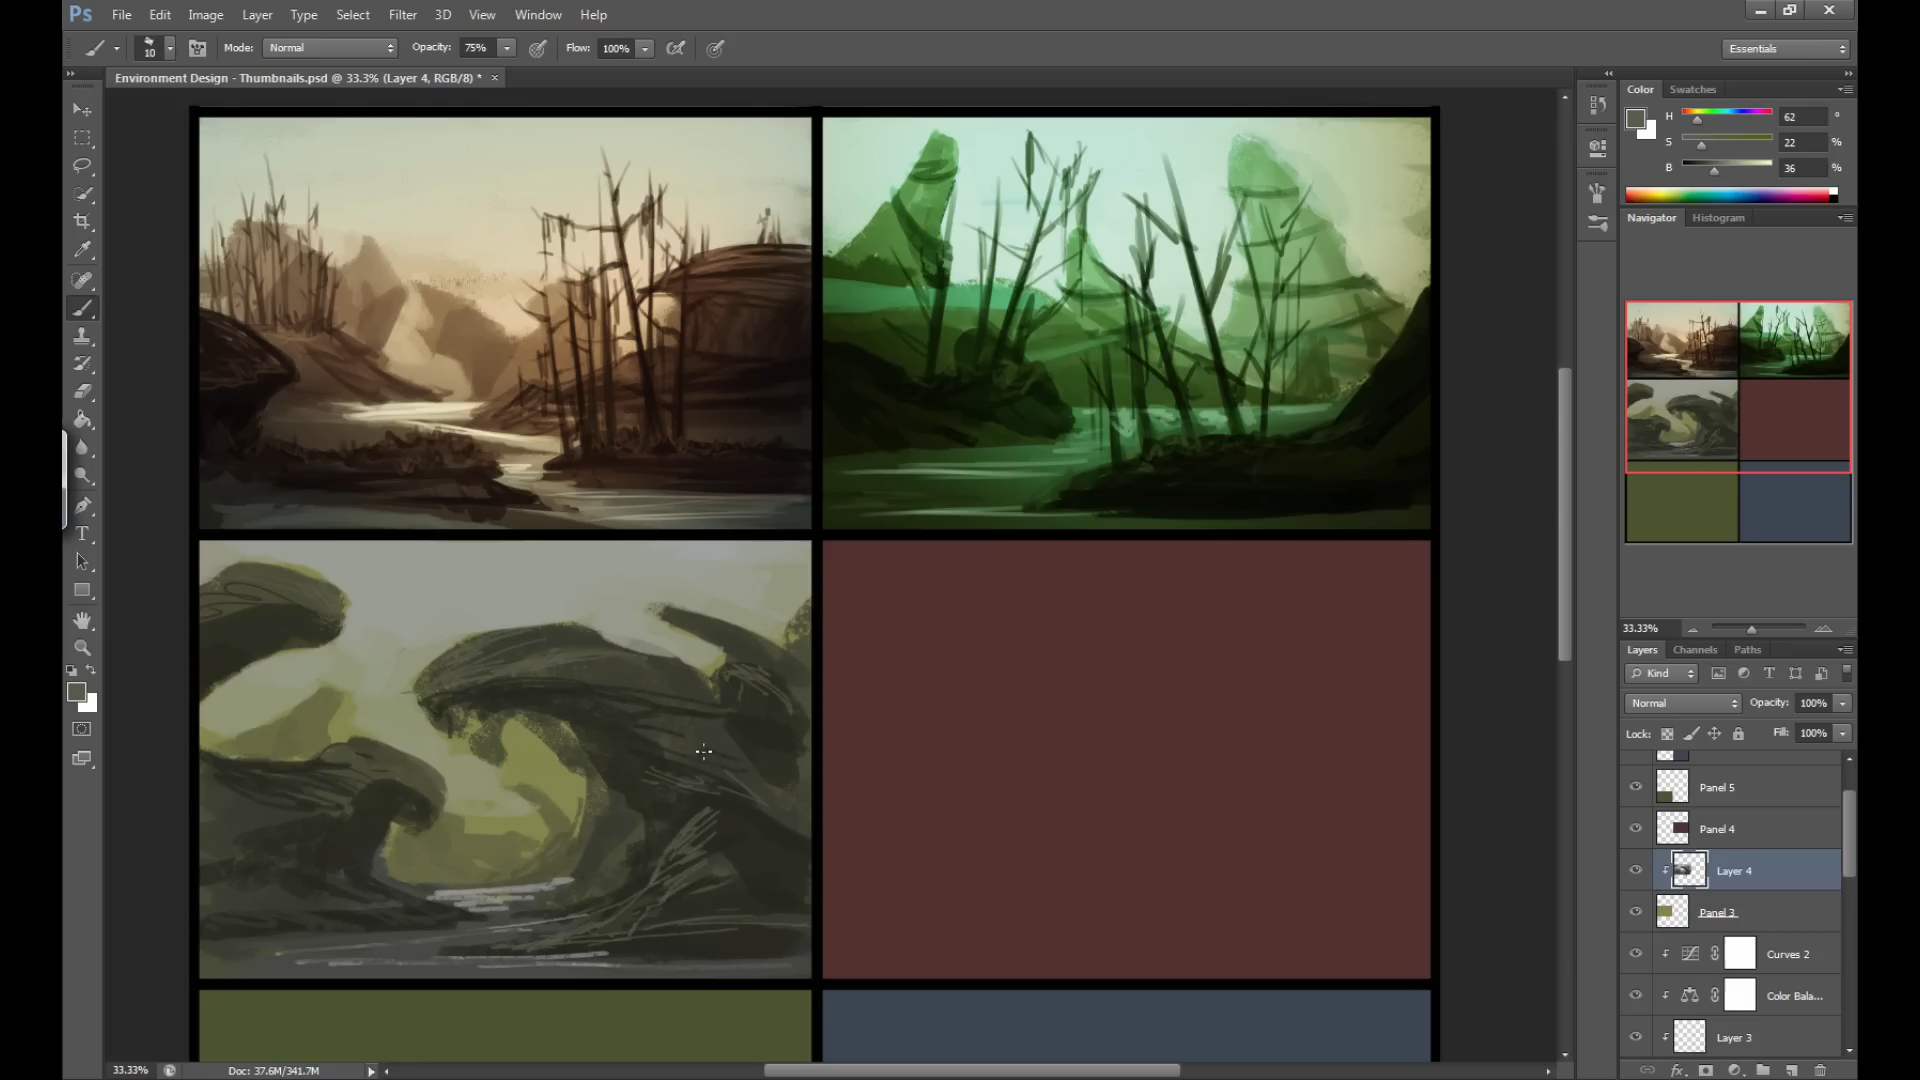 Ps File Edit Image Layer Type Select Filter 3D View Window Help
10 Mode: Normal Opacity: 75% Flow: 100% Essentials
Environment Design - Thumbnails.psd @ 33.3% (Layer 4, RGB/8) *
Color Swatches
H 62 °
S 22 %
B 36 %
Navigator Histogram
33.33%
Layers Channels Paths
Kind
Normal Opacity: 100%
Lock: Fill: 100%
Panel 5
Panel 4
Layer 4
Panel 3
Curves 2
Color Bala...
Layer 3
33.33% Doc: 37.6M/341.7M